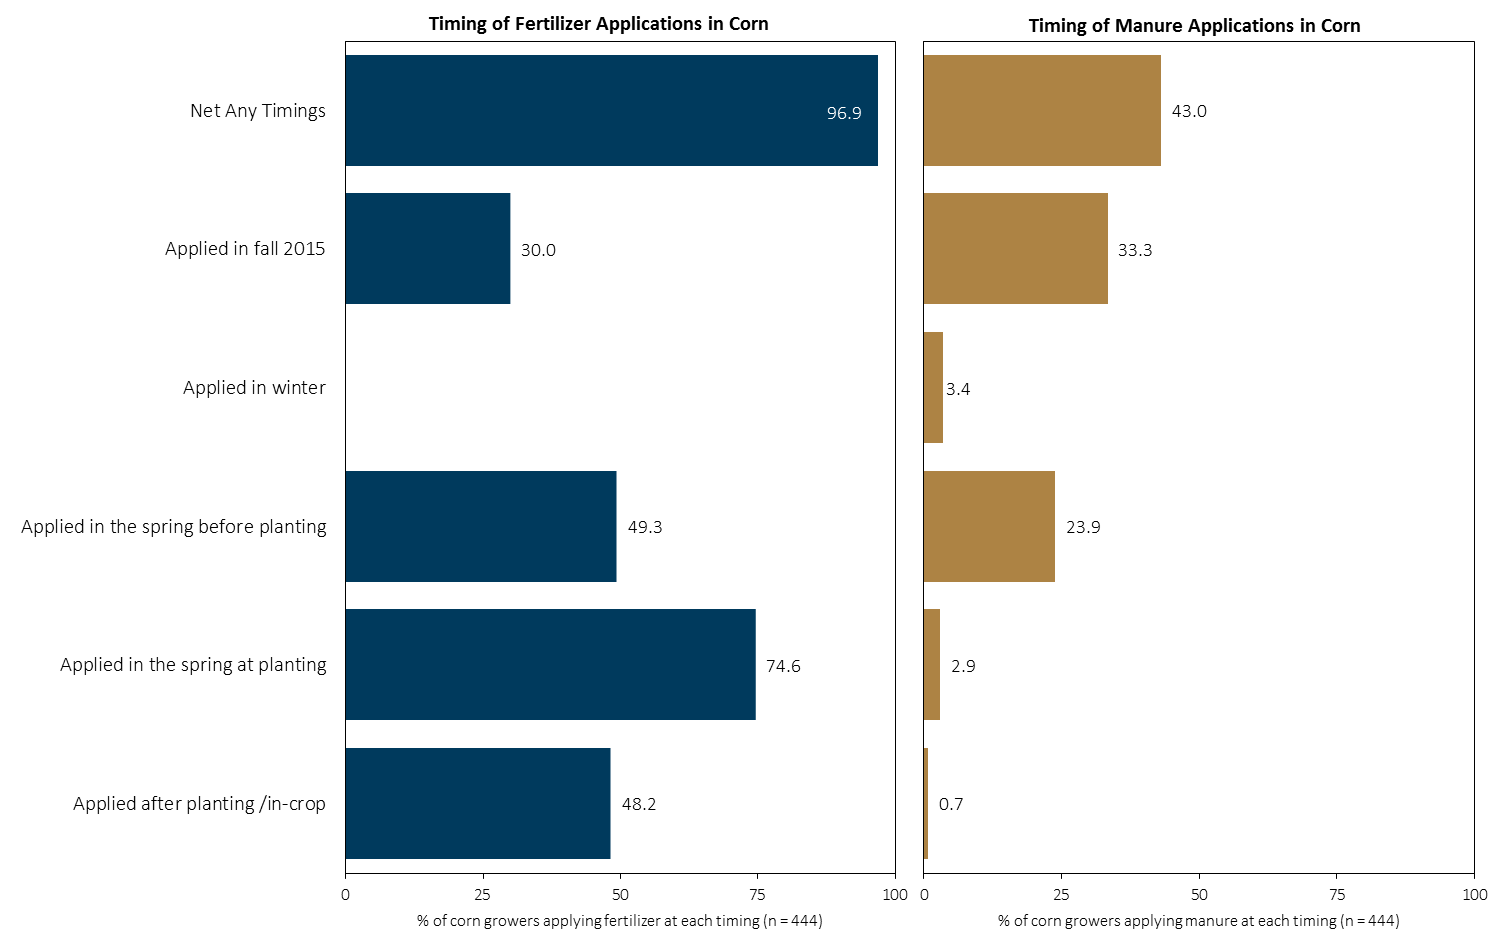 Timing of Fertilizer Applications in Corn
Timing of Manure Applications in Corn
Net Any Timings
96.9
43.0
Applied in fall 2015
30.0
33.3
Applied in winter
3.4
Applied in the spring before planting
49.3
23.9
Applied in the spring at planting
74.6
2.9
Applied after planting /in-crop
48.2
0.7
0 25 50 75 100
0 25 50 75 100
% of corn growers applying fertilizer at each timing (n = 444)
% of corn growers applying manure at each timing (n = 444)